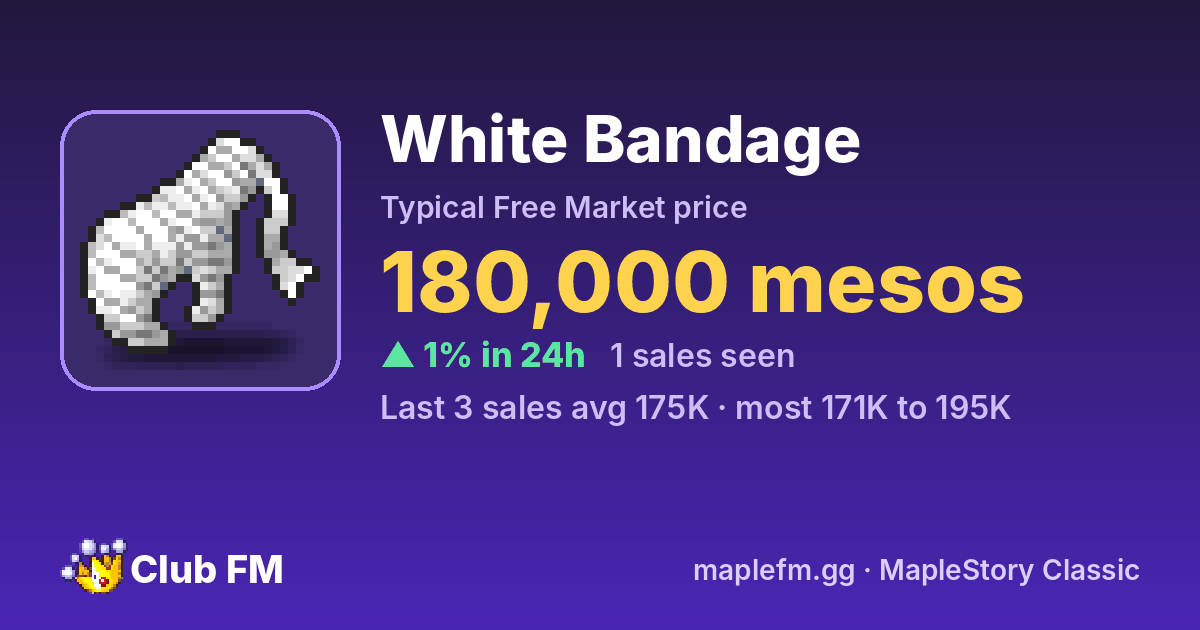 White Bandage
Typical Free Market price
180,000 mesos
▲ 1% in 24h 1 sales seen
Last 3 sales avg 175K · most 171K to 195K
Club FM
maplefm.gg · MapleStory Classic